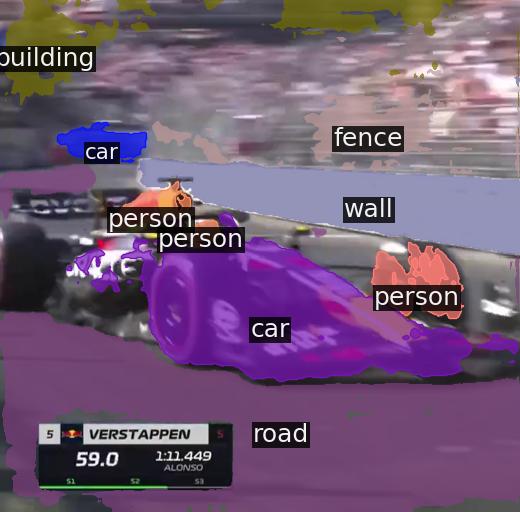 building
fence
car
wall
person
person
person
car
road
5 VERSTAPPEN 5
59.0 1:11.449
ALONSO
S1 S2 S3